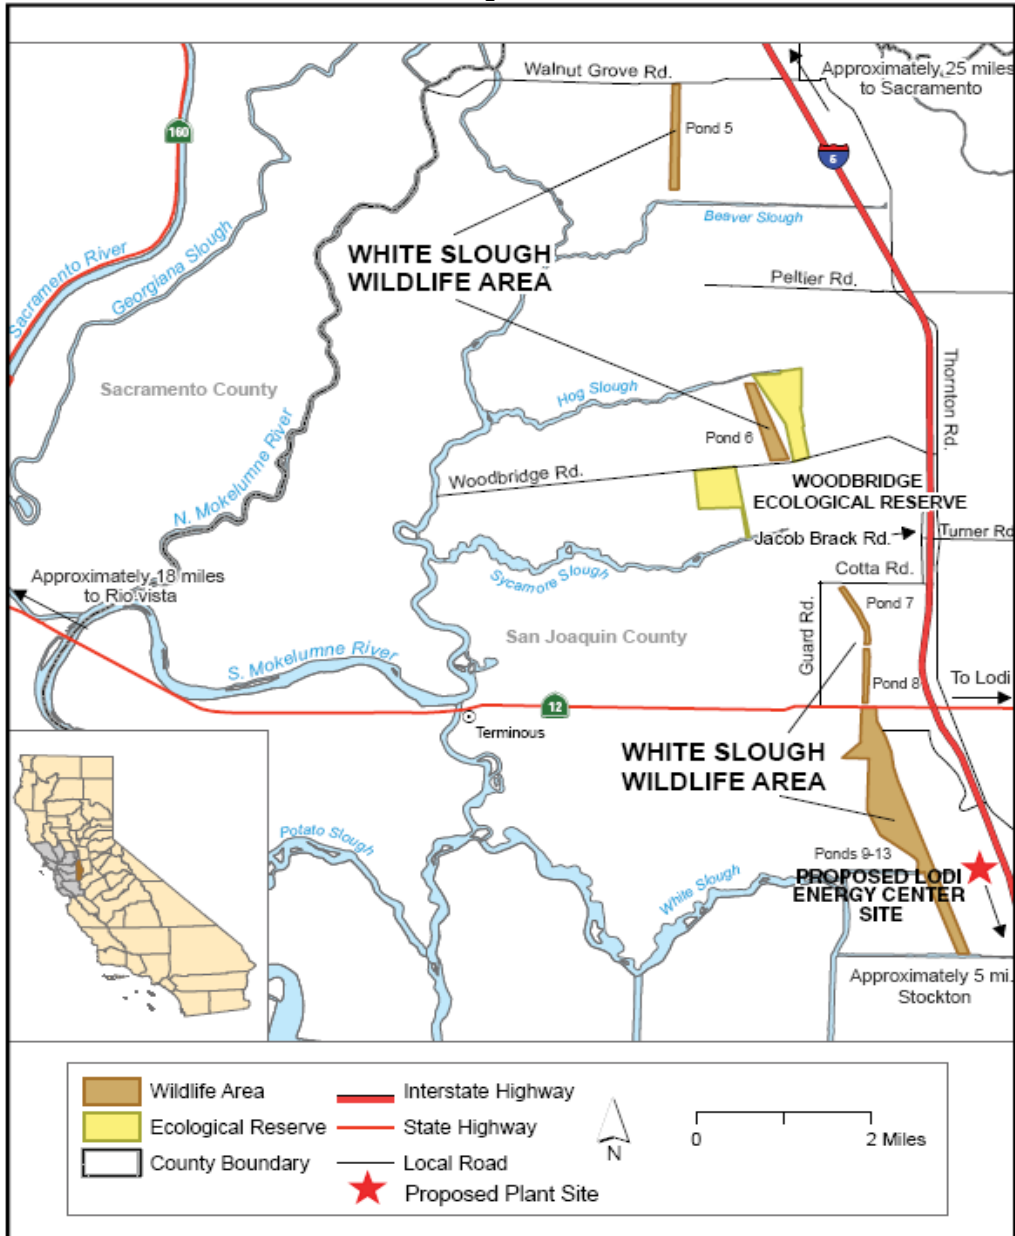 Walnut Grove Rd.
Approximately 25 miles
to Sacramento
160
Pond 5
5
Beaver Slough
Sacramento River
Georgiana Slough
WHITE SLOUGH
WILDLIFE AREA
Peltier Rd.
Thornton Rd.
Sacramento County
Hog Slough
N. Mokelumne River
Pond 6
Woodbridge Rd.
WOODBRIDGE
ECOLOGICAL RESERVE
Jacob Brack Rd.
Turner Rd
Sycamore Slough
Cotta Rd.
Approximately 18 miles
to Rio vista
Pond 7
Guard Rd.
San Joaquin County
S. Mokelumne River
Pond 8
To Lodi
12
Terminous
WHITE SLOUGH
WILDLIFE AREA
Potato Slough
Ponds 9-13
White Slough
PROPOSED LODI
ENERGY CENTER
SITE
Approximately 5 mi.
Stockton
Wildlife Area
Interstate Highway
Ecological Reserve
State Highway
County Boundary
Local Road
Proposed Plant Site
N
0
2 Miles